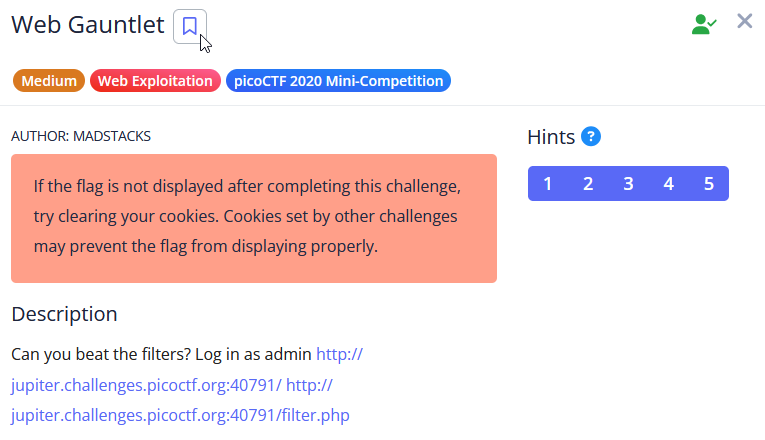 Web Gauntlet
Medium Web Exploitation picoCTF 2020 Mini-Competition
AUTHOR: MADSTACKS
If the flag is not displayed after completing this challenge,
try clearing your cookies. Cookies set by other challenges
may prevent the flag from displaying properly.
Description
Can you beat the filters? Log in as admin http://
jupiter.challenges.picoctf.org:40791/ http://
jupiter.challenges.picoctf.org:40791/filter.php
Hints ?
1 2 3 4 5